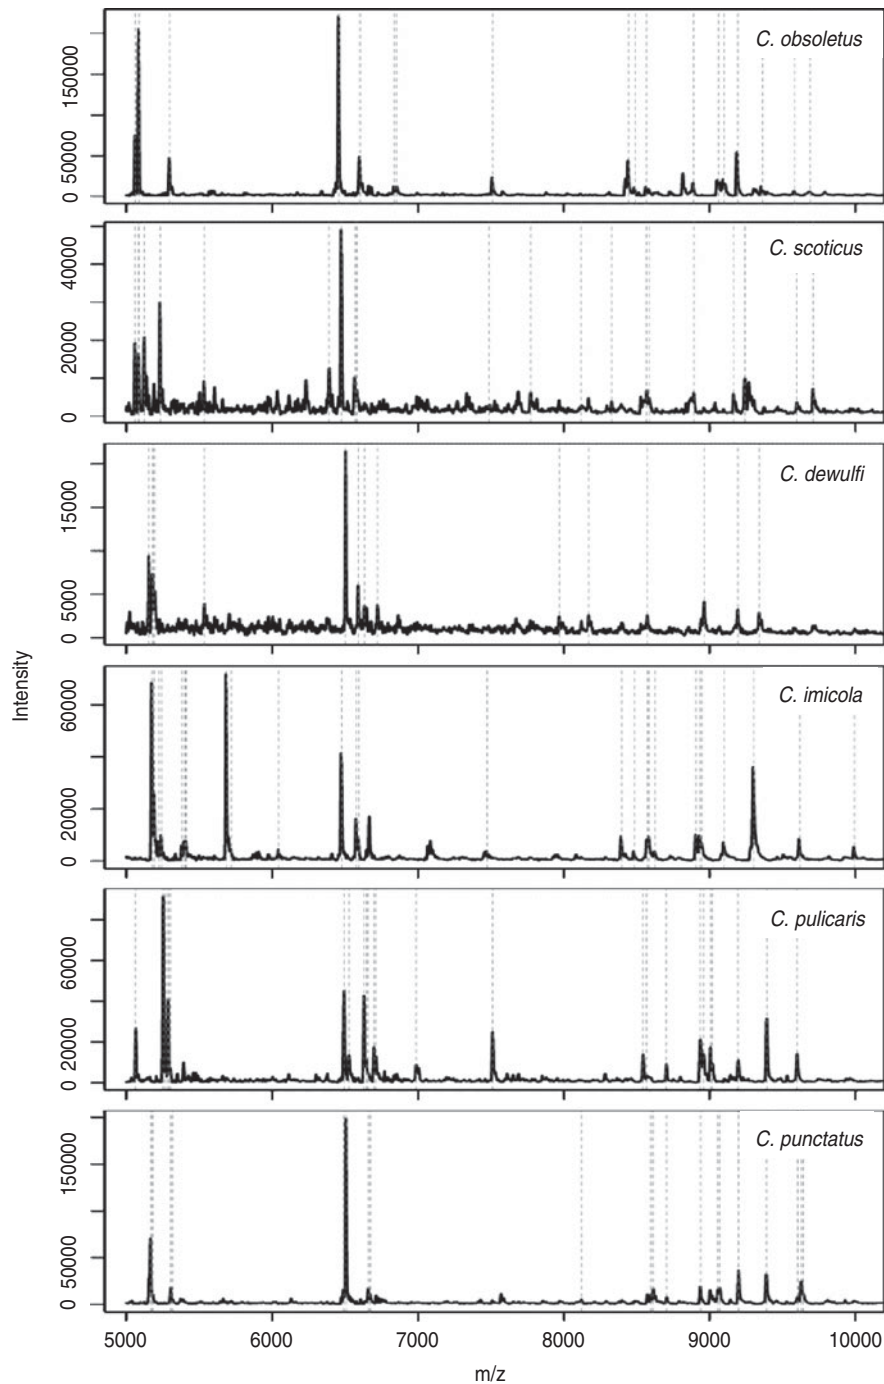 C. obsoletus
0 50000 150000
C. scoticus
0 20000 40000
C. dewulfi
0 5000 15000
Intensity
C. imicola
0 20000 60000
C. pulicaris
0 20000 60000
C. punctatus
0 50000 150000
5000 6000 7000 8000 9000 10000
m/z